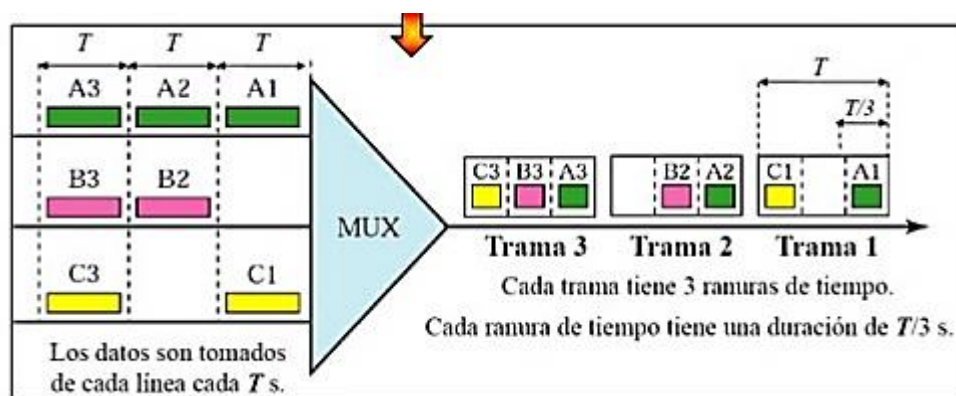 T T T
A3 A2 A1
B3 B2
C3 C1
MUX
T
T/3
C3 B3 A3 B2 A2 C1 A1
Trama 3 Trama 2 Trama 1
Cada trama tiene 3 ranuras de tiempo.
Cada ranura de tiempo tiene una duración de T/3 s.
Los datos son tomados
de cada línea cada T s.